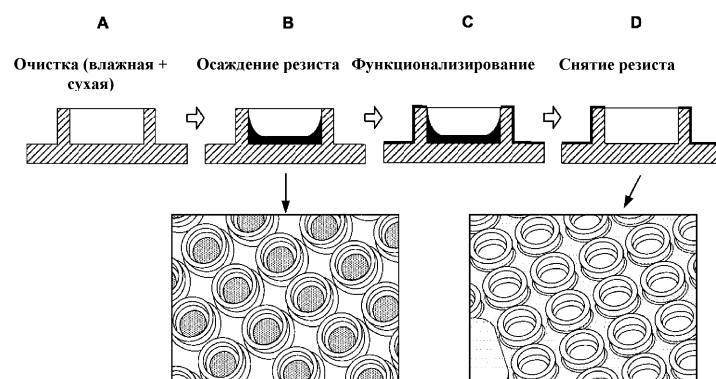 A B C D
Очистка (влажная + Осаждение резиста Функционализирование Снятие резиста
сухая)